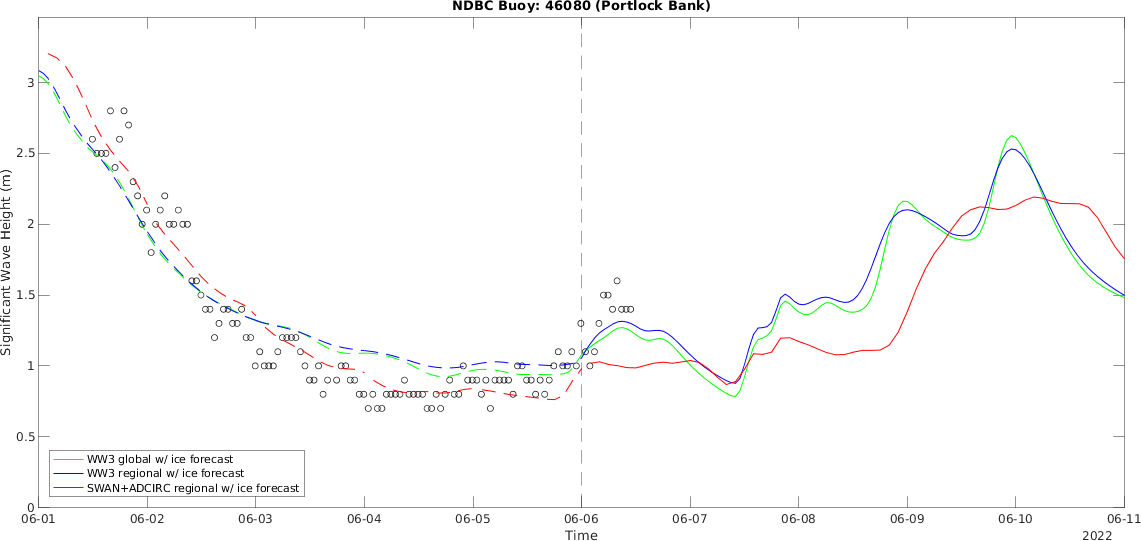 NDBC Buoy: 46080 (Portlock Bank)
Significant Wave Height (m)
3
2.5
2
1.5
1
0.5
0
WW3 global w/ ice forecast
WW3 regional w/ ice forecast
SWAN+ADCIRC regional w/ ice forecast
06-01 06-02 06-03 06-04 06-05 06-06 06-07 06-08 06-09 06-10 06-11
Time
2022